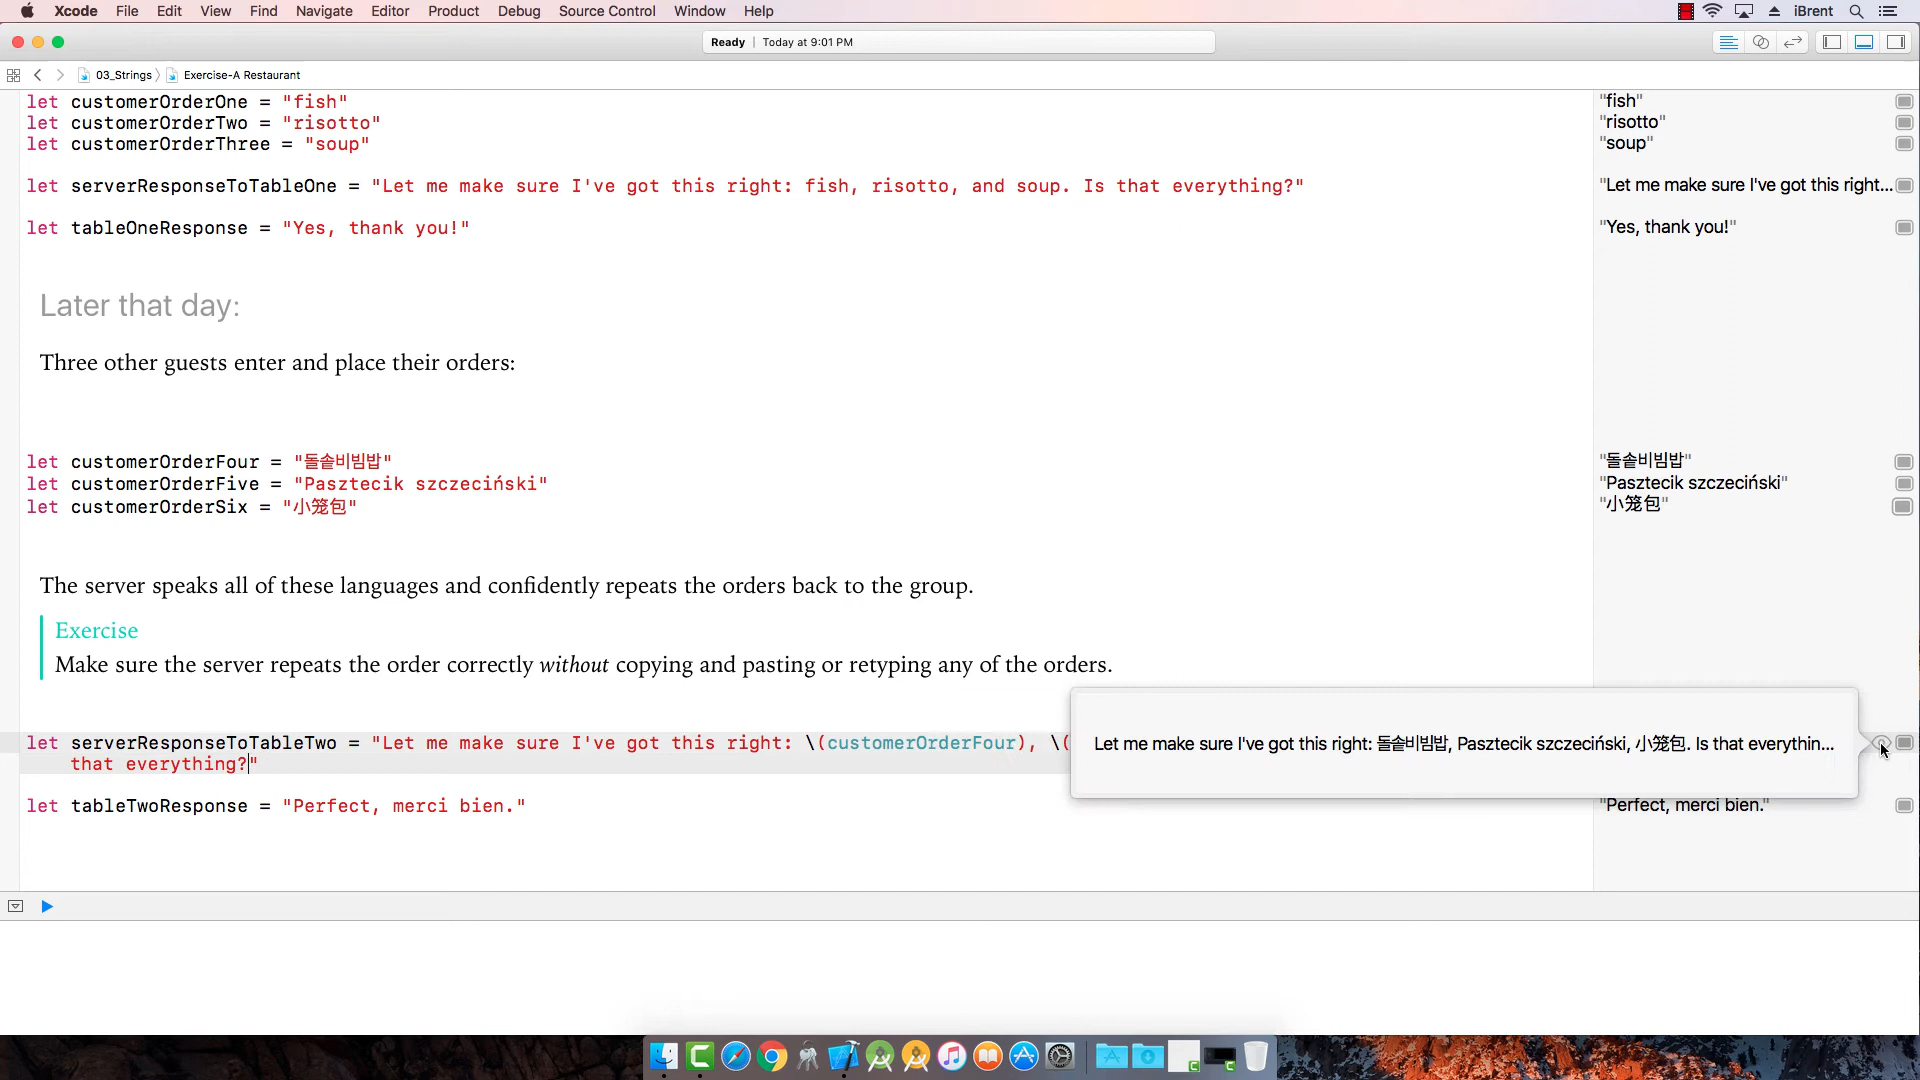 Xcode File Edit View Find Navigate Editor Product Debug Source Control Window Help iBrent
Ready | Today at 9:01 PM
03_Strings Exercise-A Restaurant
let customerOrderOne = "fish" "fish"
let customerOrderTwo = "risotto" "risotto"
let customerOrderThree = "soup" "soup"
let serverResponseToTableOne = "Let me make sure I've got this right: fish, risotto, and soup. Is that everything?" "Let me make sure I've got this right...
let tableOneResponse = "Yes, thank you!" "Yes, thank you!"
Later that day:
Three other guests enter and place their orders:
let customerOrderFour = "돌솥비빔밥" "돌솥비빔밥"
let customerOrderFive = "Pasztecik szczeciński" "Pasztecik szczeciński"
let customerOrderSix = "小笼包" "小笼包"
The server speaks all of these languages and confidently repeats the orders back to the group.
Exercise
Make sure the server repeats the order correctly without copying and pasting or retyping any of the orders.
let serverResponseToTableTwo = "Let me make sure I've got this right: \(customerOrderFour), \( Let me make sure I've got this right: 돌솥비빔밥, Pasztecik szczeciński, 小笼包. Is that everythin...
that everything?"
let tableTwoResponse = "Perfect, merci bien." "Perfect, merci bien."